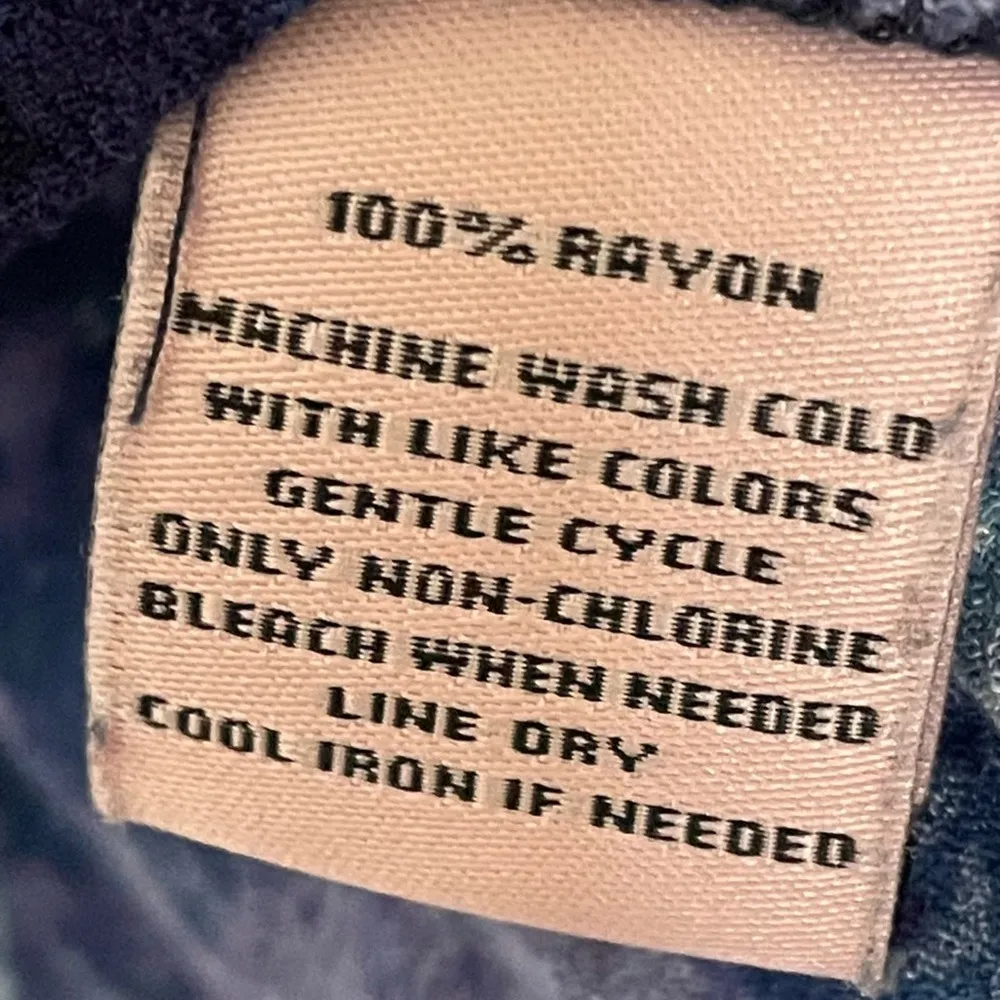 100% RAYON
MACHINE WASH COLD
WITH LIKE COLORS
GENTLE CYCLE
ONLY NON-CHLORINE
BLEACH WHEN NEEDED
LINE DRY
COOL IRON IF NEEDED